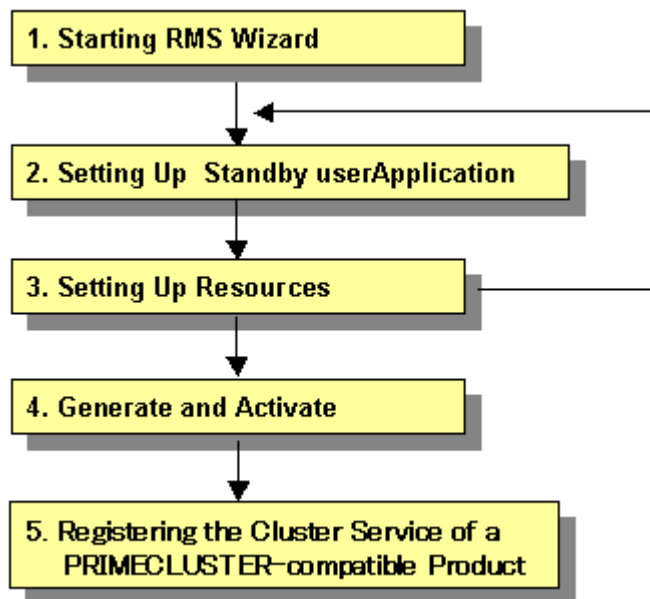 1. Starting RMS Wizard
2. Setting Up Standby userApplication
3. Setting Up Resources
4. Generate and Activate
5. Registering the Cluster Service of a
PRIMECLUSTER-compatible Product